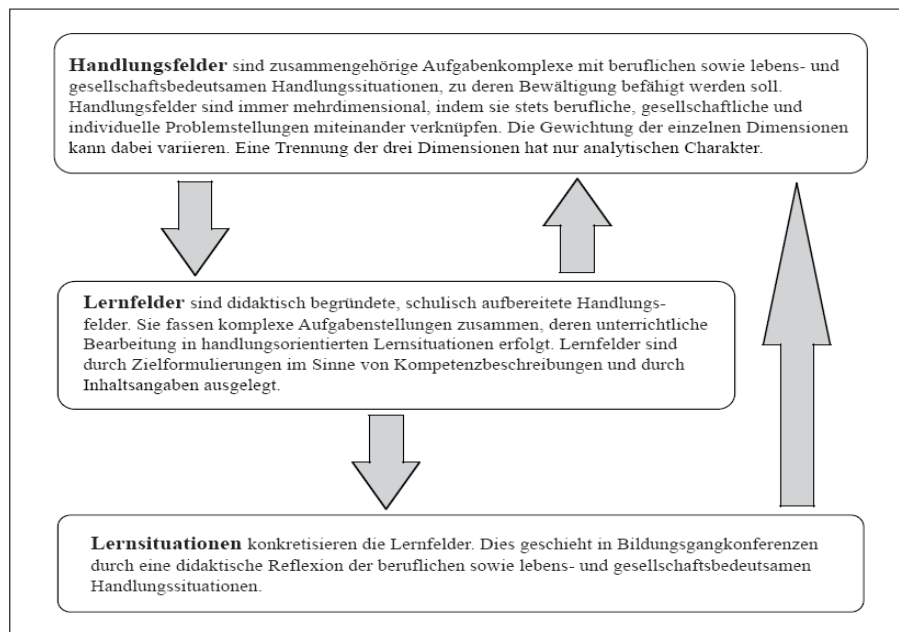 Handlungsfelder sind zusammengehörige Aufgabenkomplexe mit beruflichen sowie lebens- und
gesellschaftsbedeutsamen Handlungssituationen, zu deren Bewältigung befähigt werden soll.
Handlungsfelder sind immer mehrdimensional, indem sie stets berufliche, gesellschaftliche und
individuelle Problemstellungen miteinander verknüpfen. Die Gewichtung der einzelnen Dimensionen
kann dabei variieren. Eine Trennung der drei Dimensionen hat nur analytischen Charakter.
Lernfelder sind didaktisch begründete, schulisch aufbereitete Handlungs-
felder. Sie fassen komplexe Aufgabenstellungen zusammen, deren unterrichtliche
Bearbeitung in handlungsorientierten Lernsituationen erfolgt. Lernfelder sind
durch Zielformulierungen im Sinne von Kompetenzbeschreibungen und durch
Inhaltsangaben ausgelegt.
Lernsituationen konkretisieren die Lernfelder. Dies geschieht in Bildungsgangkonferenzen
durch eine didaktische Reflexion der beruflichen sowie lebens- und gesellschaftsbedeutsamen
Handlungssituationen.